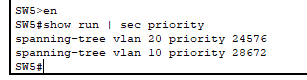 SW5>en
SW5#show run | sec priority
spanning-tree vlan 20 priority 24576
spanning-tree vlan 10 priority 28672
SW5#